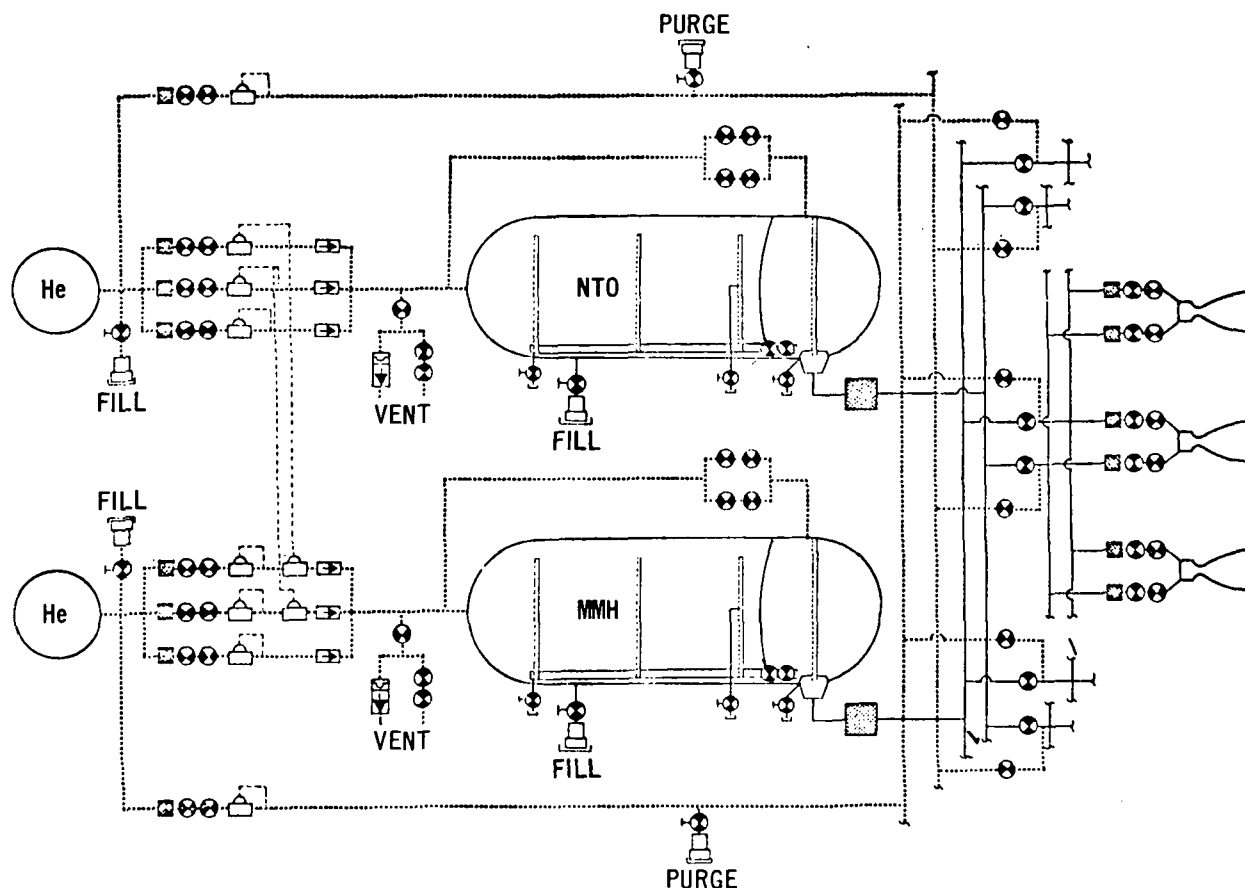 PURGE
He
NTO
FILL
VENT
FILL
FILL
He
MMH
VENT
FILL
PURGE